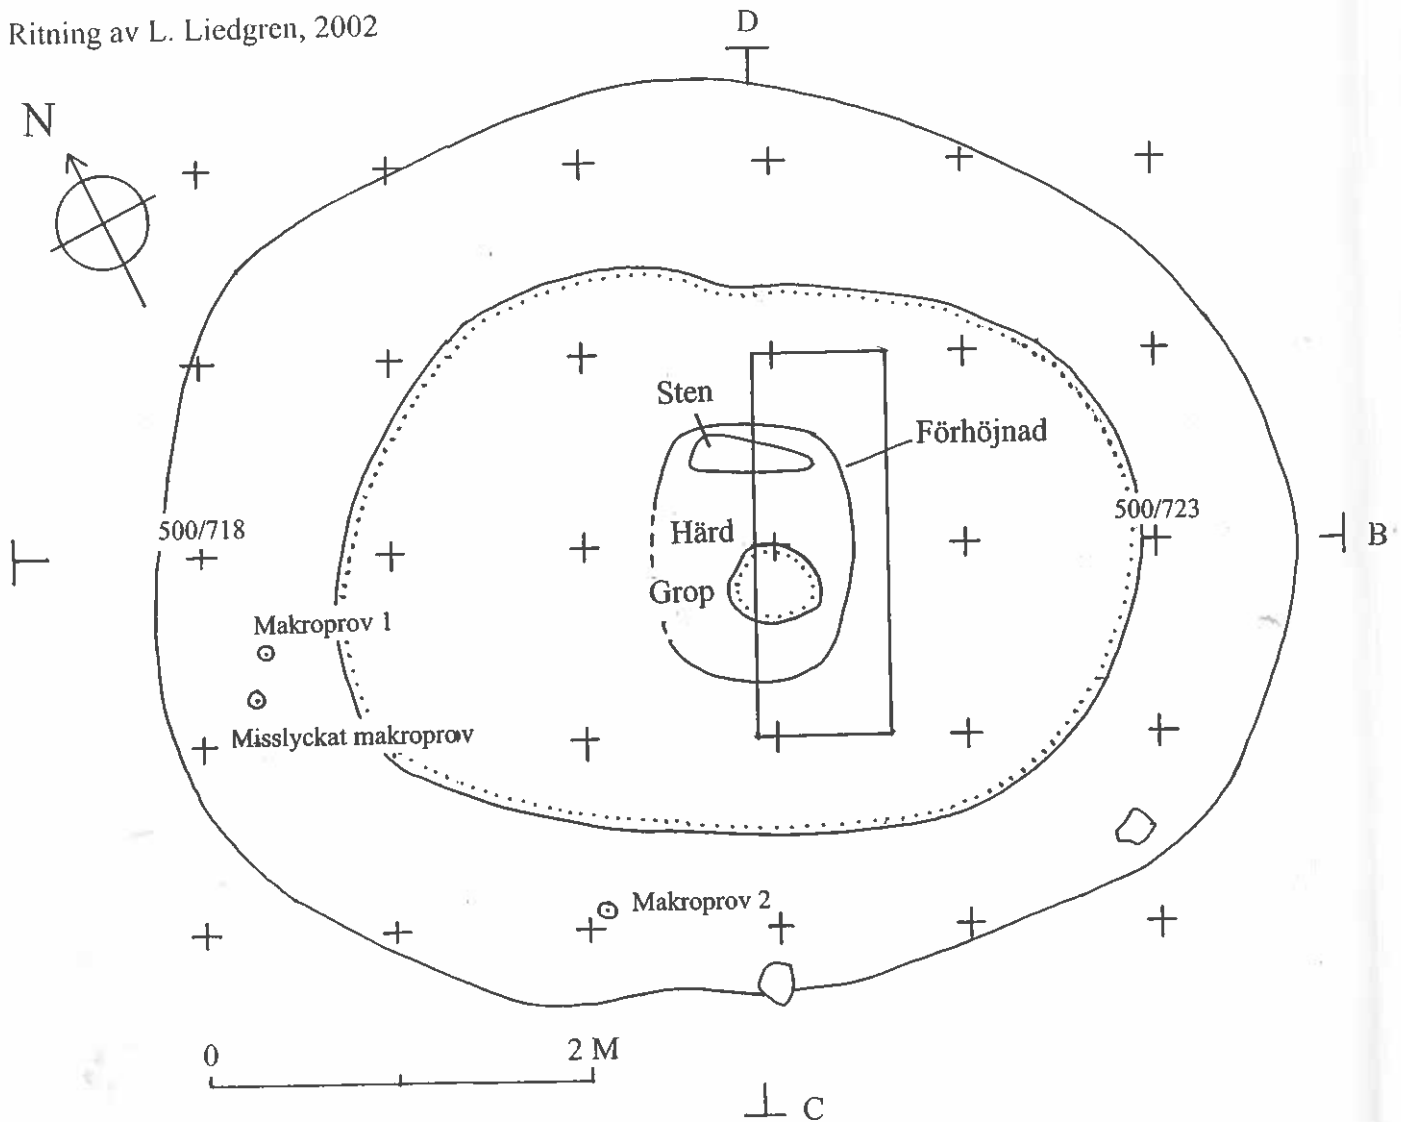 Ritning av L. Liedgren, 2002
D
N
Sten
Förhöjnad
500/718
500/723
Härd
B
Grop
Makroprov 1
Misslyckat makroprov
Makroprov 2
0
2 M
C